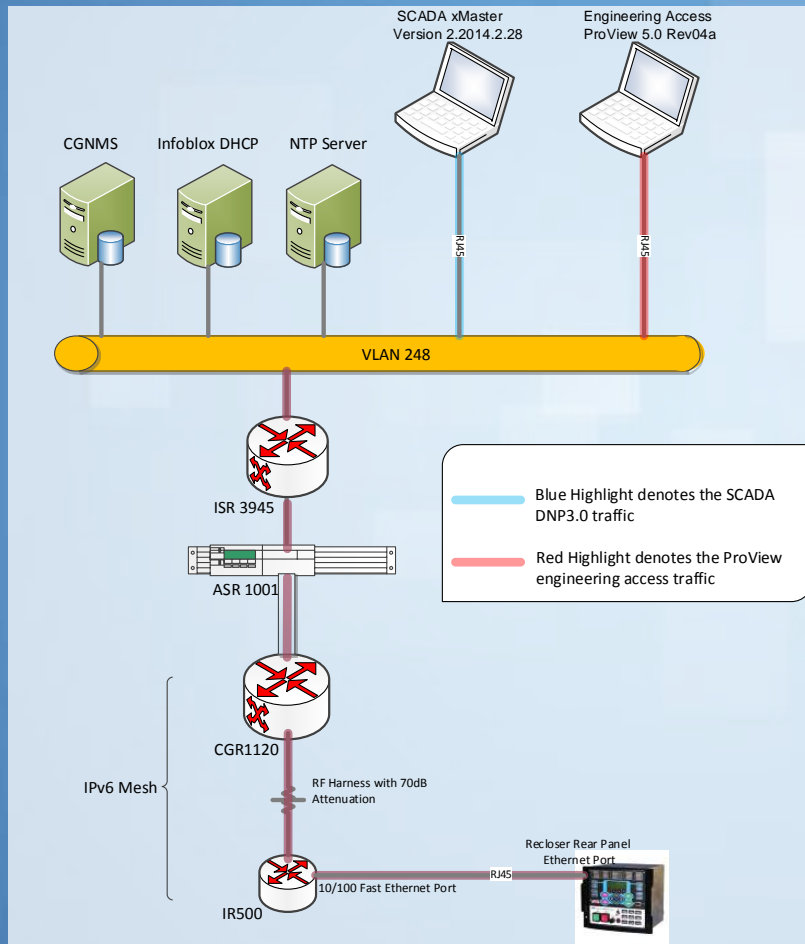 SCADA xMaster
Version 2.2014.2.28
Engineering Access
ProView 5.0 Rev04a
CGNMS
Infoblox DHCP
NTP Server
RJ45
RJ45
VLAN 248
ISR 3945
Blue Highlight denotes the SCADA
DNP3.0 traffic
Red Highlight denotes the ProView
engineering access traffic
ASR 1001
CGR1120
IPv6 Mesh
RF Harness with 70dB
Attenuation
Recloser Rear Panel
Ethernet Port
RJ45
10/100 Fast Ethernet Port
IR500